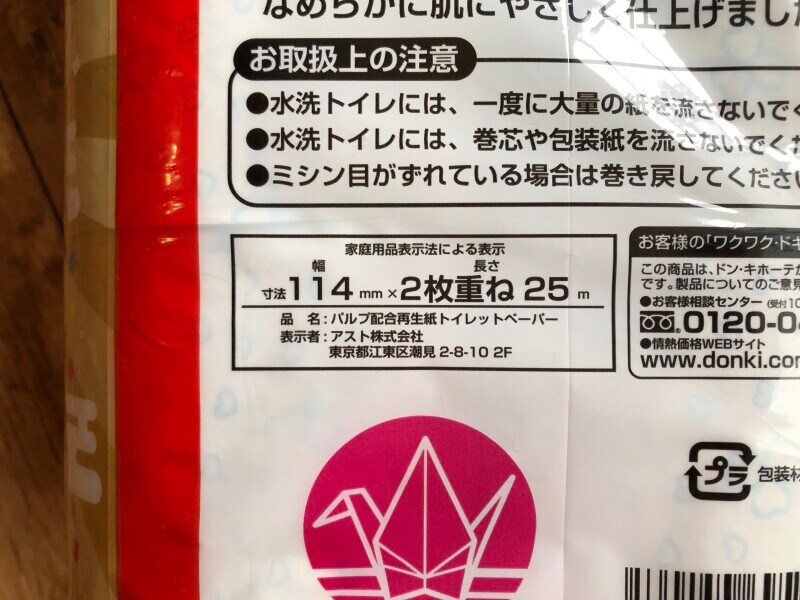 なめらかに肌にやさしく仕上げました
お取扱上の注意
●水洗トイレには、一度に大量の紙を流さないでく
●水洗トイレには、巻芯や包装紙を流さないでくだ
●ミシン目がずれている場合は巻き戻してください
家庭用品表示法による表示
幅 長さ
寸法 114 mm × 2枚重ね 25 m
品 名：パルプ配合再生紙トイレットペーパー
表示者：アスト株式会社
東京都江東区潮見 2-8-10 2F
お客様の「ワクワク・ドキ
この商品は、ドン・キホーテが
です。製品についてのご意見
●お客様相談センター (受付10
0120-0
●情熱価格WEBサイト
www.donki.com
プラ 包装材